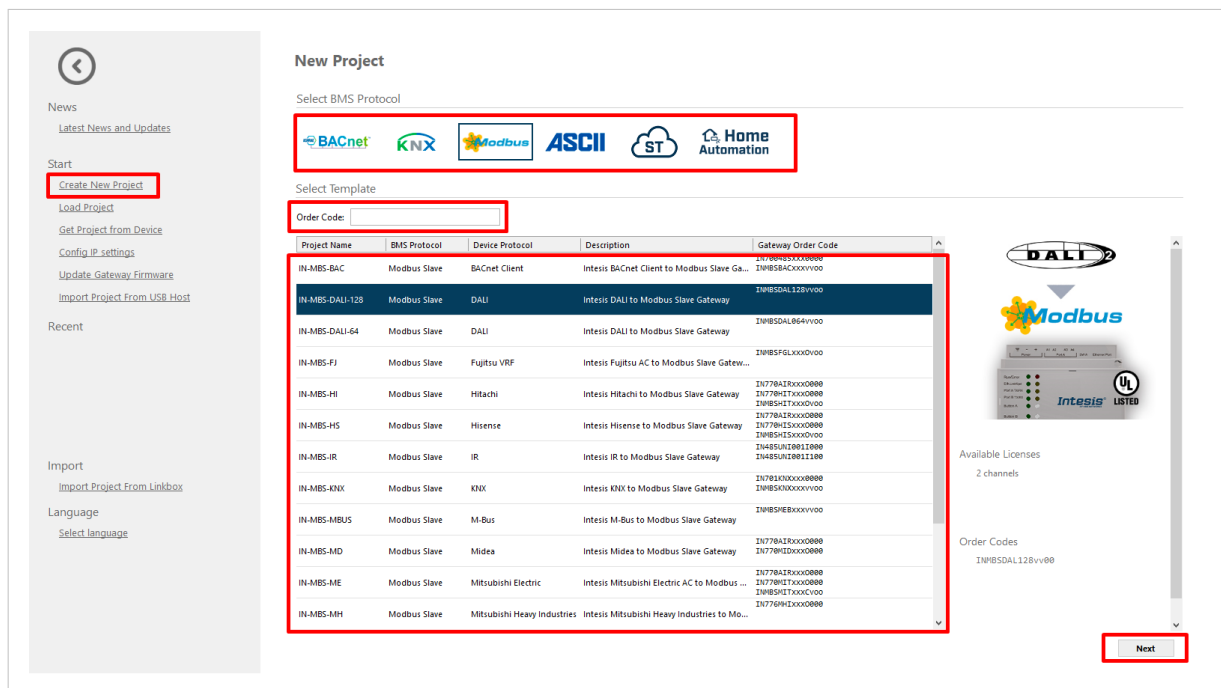 New Project
News
Latest News and Updates
Start
Create New Project
Load Project
Get Project from Device
Config IP settings
Update Gateway Firmware
Import Project From USB Host
Recent
Import
Import Project From Linkbox
Language
Select language
Select BMS Protocol
BACnet
KNX
Modbus
ASCII
ST
Home
Automation
Select Template
Order Code:
Project Name BMS Protocol Device Protocol Description Gateway Order Code
IN-MBS-BAC Modbus Slave BACnet Client Intesis BACnet Client to Modbus Slave Ga... IN700485xxx0000
INMBSBACxxxvvoo
IN-MBS-DALI-128 Modbus Slave DALI Intesis DALI to Modbus Slave Gateway INMBSDAL128vvoo
IN-MBS-DALI-64 Modbus Slave DALI Intesis DALI to Modbus Slave Gateway INMBSDAL064vvoo
IN-MBS-FJ Modbus Slave Fujitsu VRF Intesis Fujitsu AC to Modbus Slave Gatew... INMBSFGLxxxOvoo
IN-MBS-HI Modbus Slave Hitachi Intesis Hitachi to Modbus Slave Gateway IN770AIRxxxO000
IN770HITxxxO000
INMBSHITxxxOvoo
IN-MBS-HS Modbus Slave Hisense Intesis Hisense to Modbus Slave Gateway IN770AIRxxxO000
IN770HISxxxO000
INMBSHISxxxOvoo
IN-MBS-IR Modbus Slave IR Intesis IR to Modbus Slave Gateway IN485UNI001I000
IN485UNI001I100
IN-MBS-KNX Modbus Slave KNX Intesis KNX to Modbus Slave Gateway IN701KNXxxx0000
INMBSKNXxxxvvoo
IN-MBS-MBUS Modbus Slave M-Bus Intesis M-Bus to Modbus Slave Gateway INMBSMEBxxxvvoo
IN-MBS-MD Modbus Slave Midea Intesis Midea to Modbus Slave Gateway IN770AIRxxxO000
IN770MIDxxxO000
IN-MBS-ME Modbus Slave Mitsubishi Electric Intesis Mitsubishi Electric AC to Modbus ... IN770AIRxxxO000
IN770MITxxxO000
INMBSMITxxxCvoo
IN-MBS-MH Modbus Slave Mitsubishi Heavy Industries Intesis Mitsubishi Heavy Industries to Mo... IN776MHIxxxO000
DALI 2
Modbus
Intesis
UL
LISTED
Available Licenses
2 channels
Order Codes
INMBSDAL128vv00
Next